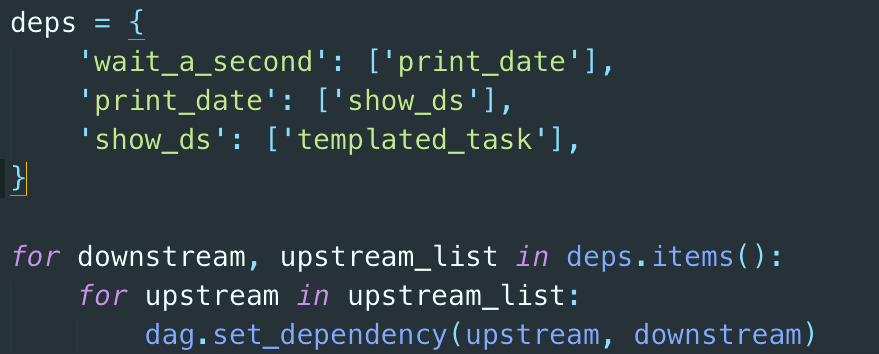 deps = {
    'wait_a_second': ['print_date'],
    'print_date': ['show_ds'],
    'show_ds': ['templated_task'],
}
for downstream, upstream_list in deps.items():
    for upstream in upstream_list:
        dag.set_dependency(upstream, downstream)